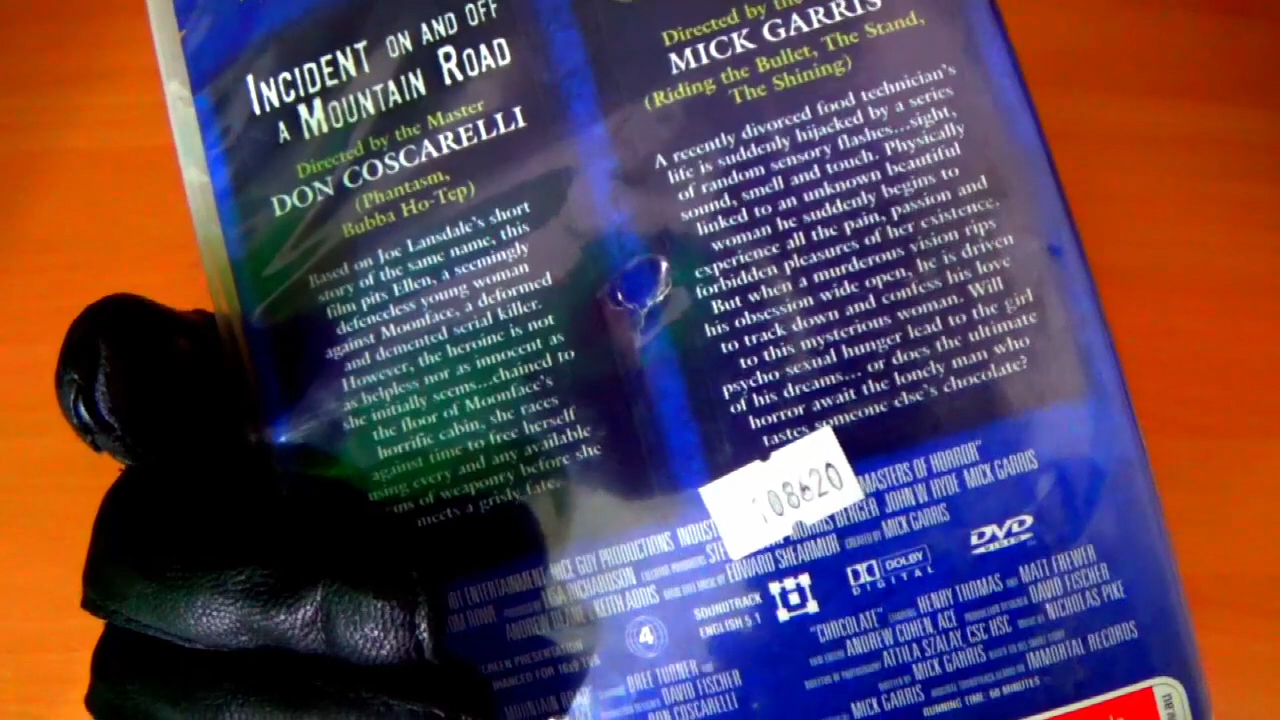 INCIDENT ON AND OFF
A MOUNTAIN ROAD
Directed by the Master
DON COSCARELLI
(Phantasm,
Bubba Ho-Tep)
Based on Joe Lansdale's short
story of the same name, this
film pits Ellen, a seemingly
defenceless young woman
against Moonface, a deformed
and demented serial killer.
However, the heroine is not
as helpless nor as innocent as
she initially seems...chained to
the floor of Moonface's
horrific cabin, she races
against time to free herself
using every and any available
of weaponry before she
meets a grisly fate.
Directed by the
MICK GARRIS
(Riding the Bullet, The Stand,
The Shining)
A recently divorced food technician's
life is suddenly hijacked by a series
of random sensory flashes...sight,
sound, smell and touch. Physically
linked to an unknown beautiful
woman he suddenly begins to
experience all the pain, passion and
forbidden pleasures of her existence.
But when a murderous vision rips
his obsession wide open, he is driven
to track down and confess his love
to this mysterious woman. Will
psycho-sexual hunger lead to the girl
of his dreams... or does the ultimate
horror await the lonely man who
tastes someone else's chocolate?
108620
PRODUCTIONS MASTERS OF HORROR"
RICHARDSON BERGER JOHN W. HYDE MICK GARRIS
KEITH ADDIS EDWARD SHEARMUR CREATED BY MICK GARRIS
SOUNDTRACK
ENGLISH 5.1
DOLBY
DIGITAL
DVD
VIDEO
4
"CHOCOLATE" HENRY THOMAS AND MATT FREWER
ANDREW COHEN, ACE DAVID FISCHER
ATTILA SZALAY, CSC HSC NICHOLAS PIKE
MICK GARRIS
MICK GARRIS IMMORTAL RECORDS
RUNNING TIME: 60 MINUTES
BREE TURNER
DAVID FISCHER
DON COSCARELLI